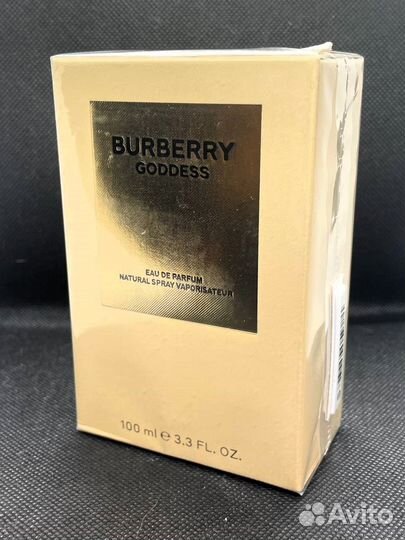 BURBERRY
GODDESS
EAU DE PARFUM
NATURAL SPRAY VAPORISATEUR
100 ml ℮ 3.3 FL. OZ.
Avito